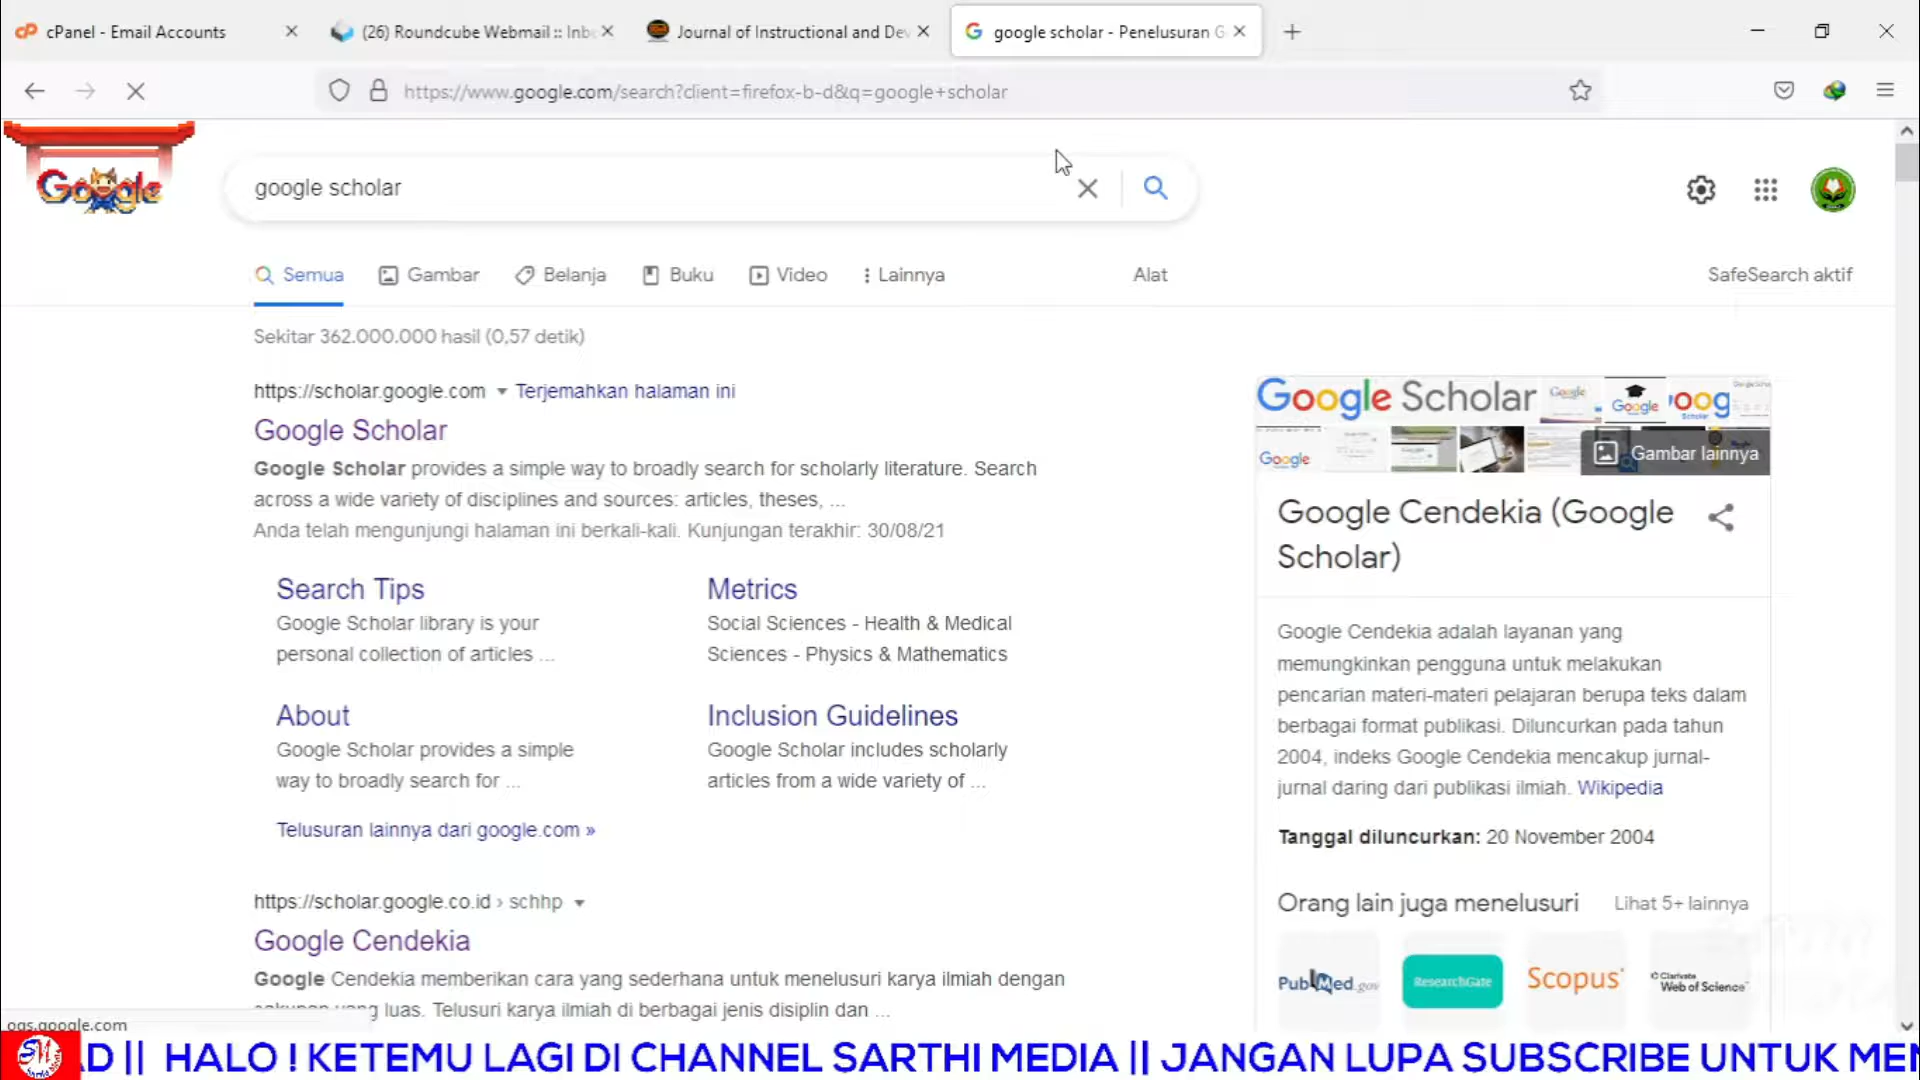 cPanel - Email Accounts
(26) Roundcube Webmail :: Inb
Journal of Instructional and Dev
google scholar - Penelusuran G
https://www.google.com/search?client=firefox-b-d&q=google+scholar
Google
google scholar
Semua
Gambar
Belanja
Buku
Video
Lainnya
Alat
SafeSearch aktif
Sekitar 362.000.000 hasil (0,57 detik)
https://scholar.google.com Terjemahkan halaman ini
Google Scholar
Google Scholar provides a simple way to broadly search for scholarly literature. Search
across a wide variety of disciplines and sources: articles, theses, ...
Anda telah mengunjungi halaman ini berkali-kali. Kunjungan terakhir: 30/08/21
Search Tips
Google Scholar library is your
personal collection of articles ...
Metrics
Social Sciences - Health & Medical
Sciences - Physics & Mathematics
About
Google Scholar provides a simple
way to broadly search for ...
Inclusion Guidelines
Google Scholar includes scholarly
articles from a wide variety of ...
Telusuran lainnya dari google.com »
https://scholar.google.co.id › schhp
Google Cendekia
Google Cendekia memberikan cara yang sederhana untuk menelusuri karya ilmiah dengan
luas. Telusuri karya ilmiah di berbagai jenis disiplin dan ...
ogs.google.com
Google Scholar
Google
Google
Google
Gambar lainnya
Google Cendekia (Google
Scholar)
Google Cendekia adalah layanan yang
memungkinkan pengguna untuk melakukan
pencarian materi-materi pelajaran berupa teks dalam
berbagai format publikasi. Diluncurkan pada tahun
2004, indeks Google Cendekia mencakup jurnal-
jurnal daring dari publikasi ilmiah. Wikipedia
Tanggal diluncurkan: 20 November 2004
Orang lain juga menelusuri
Lihat 5+ lainnya
PubMed.gov
ResearchGate
Scopus
Clarivate
Web of Science
SM
AD || HALO ! KETEMU LAGI DI CHANNEL SARTHI MEDIA || JANGAN LUPA SUBSCRIBE UNTUK MEN